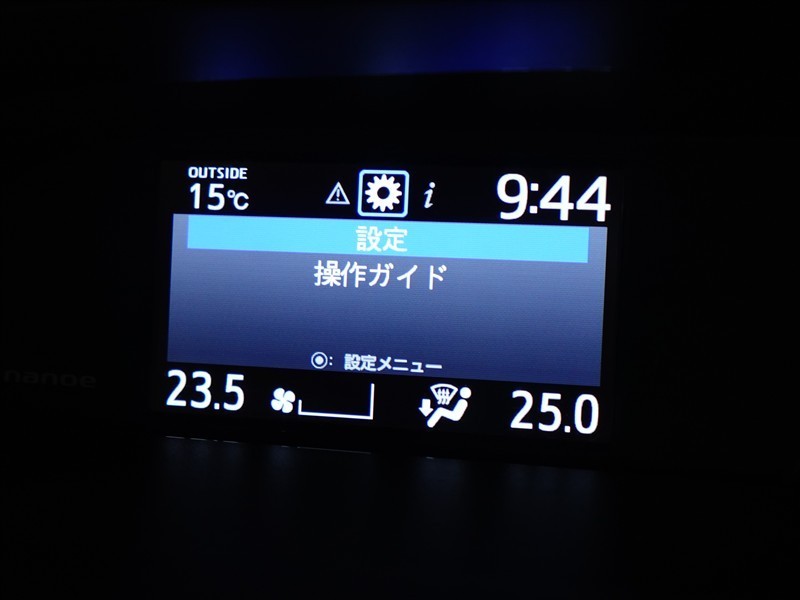 OUTSIDE
15℃
9:44
設定
操作ガイド
◉: 設定メニュー
nanoe
23.5
25.0